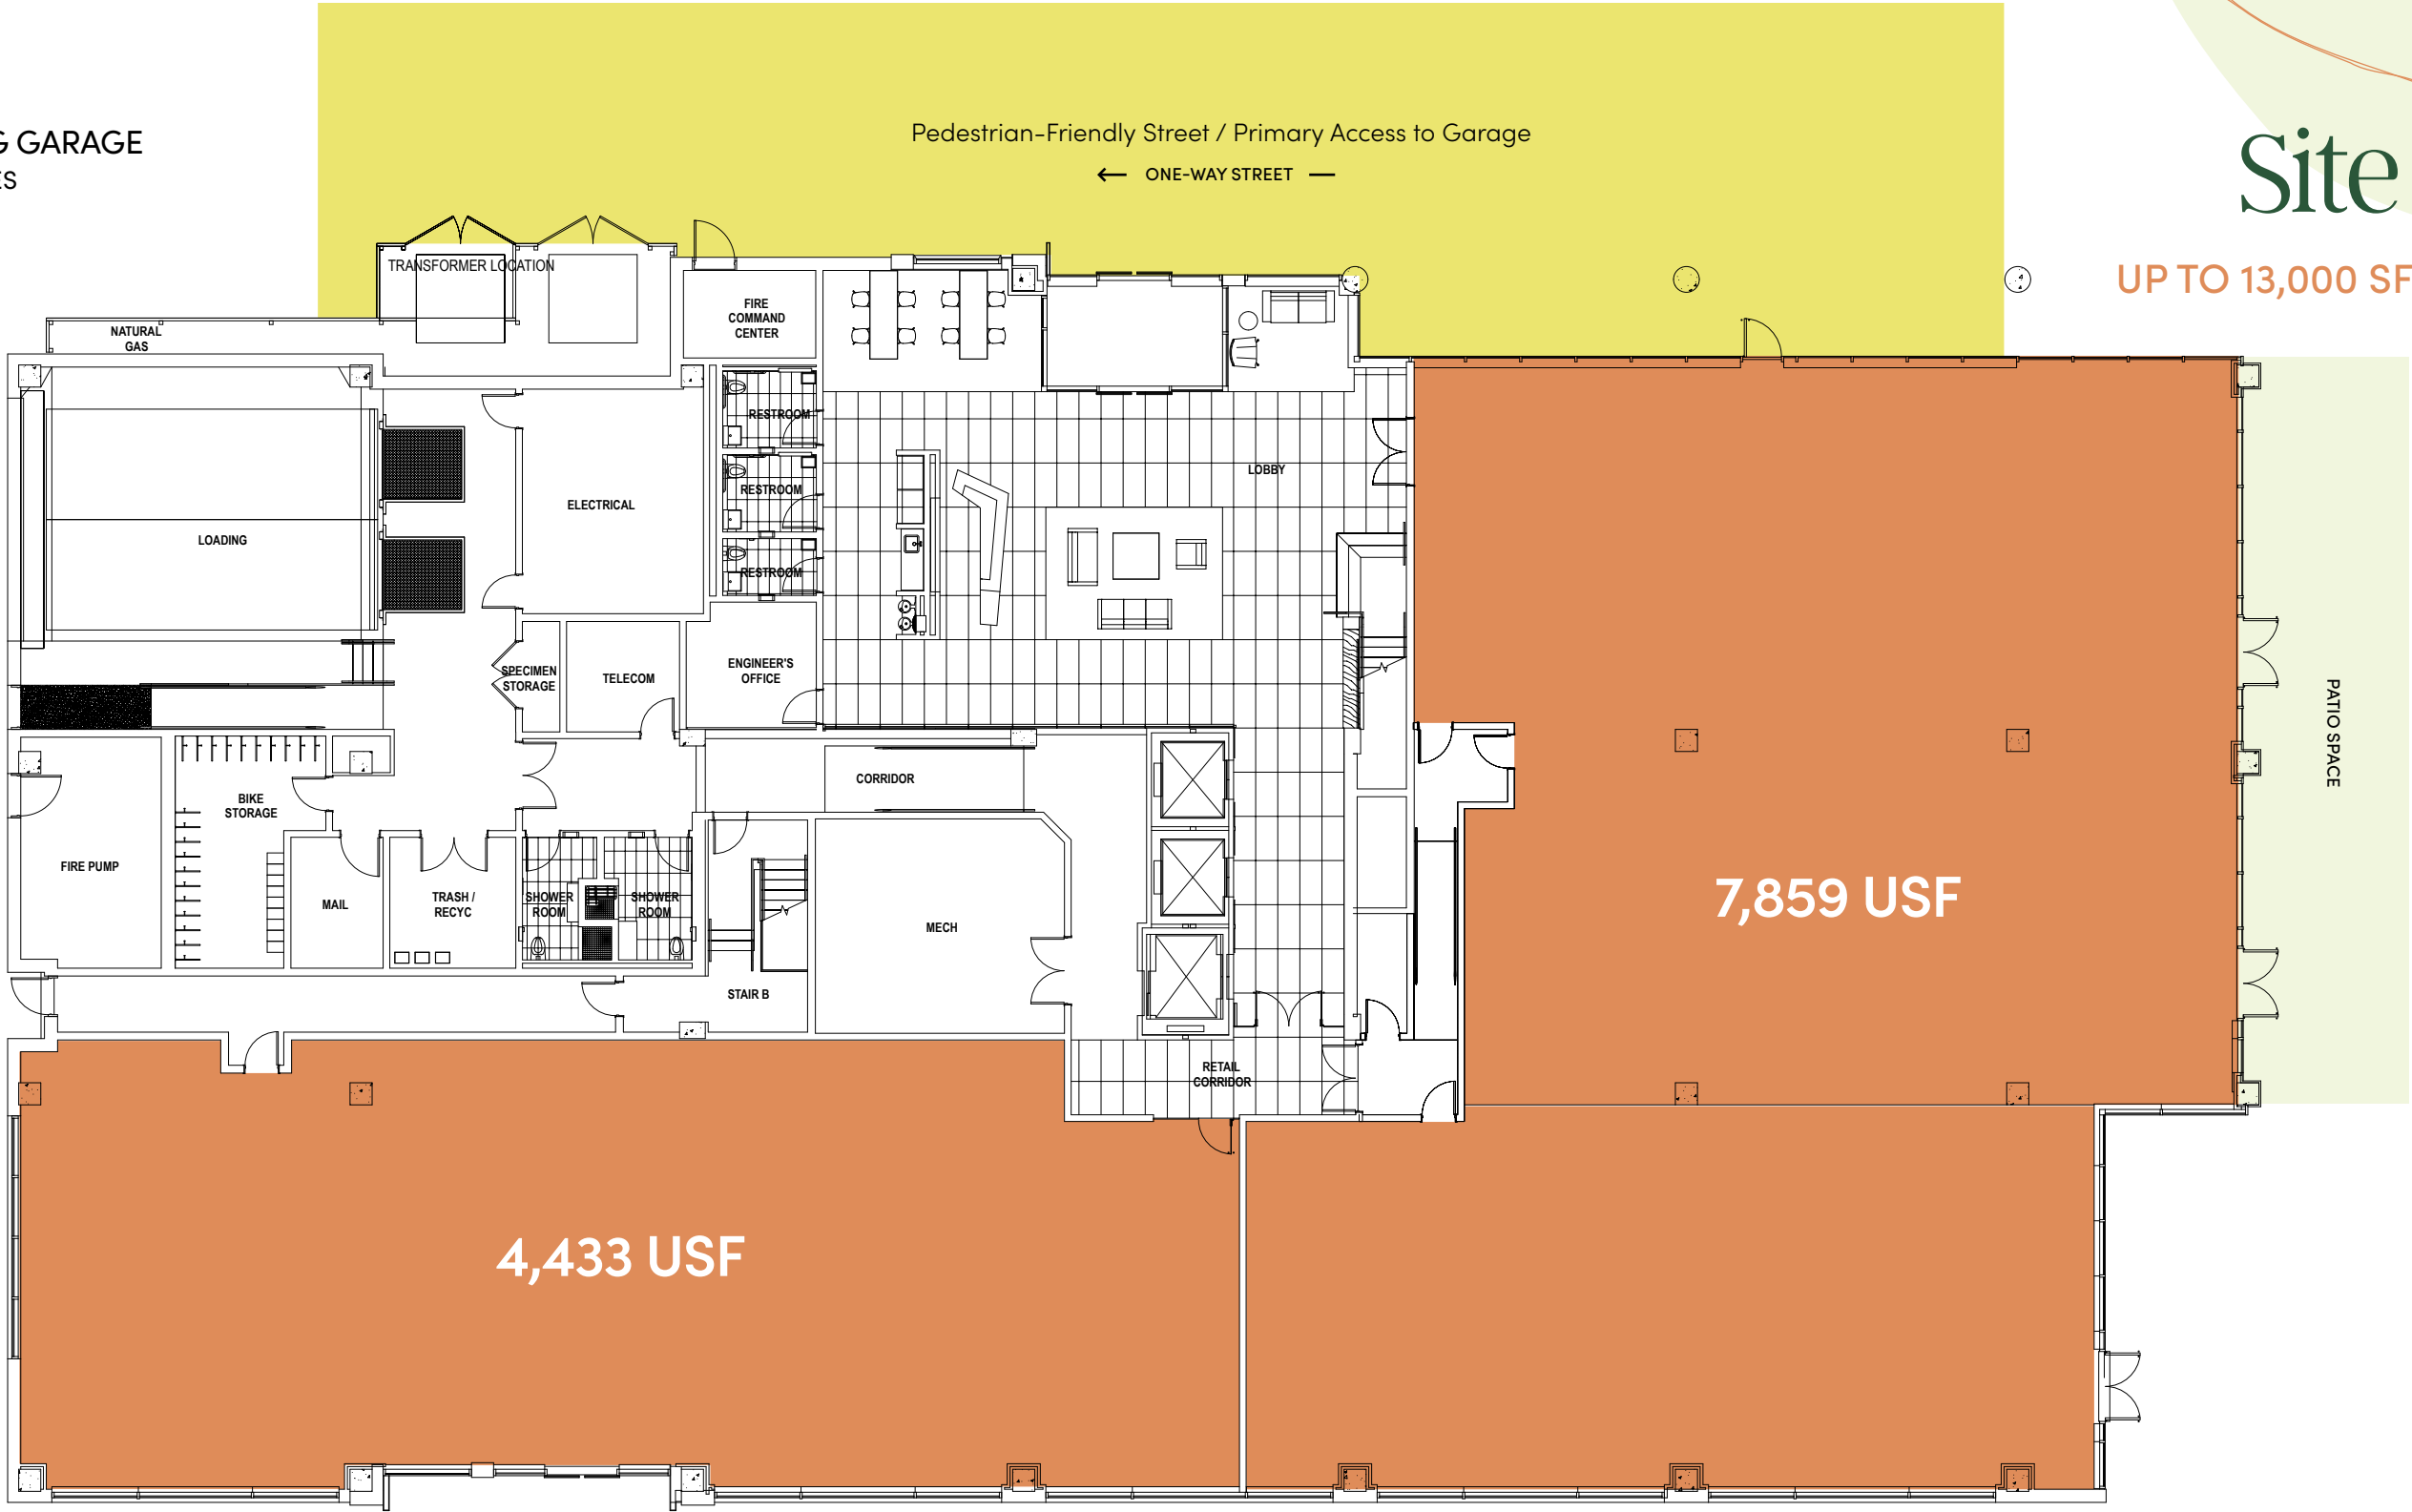 GARAGE
Pedestrian-Friendly Street / Primary Access to Garage
← ONE-WAY STREET —
Site
UP TO 13,000 SF
TRANSFORMER LOCATION
NATURAL
GAS
FIRE
COMMAND
CENTER
RESTROOM
RESTROOM
RESTROOM
LOBBY
ELECTRICAL
LOADING
SPECIMEN
STORAGE
TELECOM
ENGINEER'S
OFFICE
PATIO SPACE
CORRIDOR
BIKE
STORAGE
FIRE PUMP
MAIL
TRASH /
RECYC
SHOWER
ROOM
SHOWER
ROOM
MECH
7,859 USF
STAIR B
RETAIL
CORRIDOR
4,433 USF